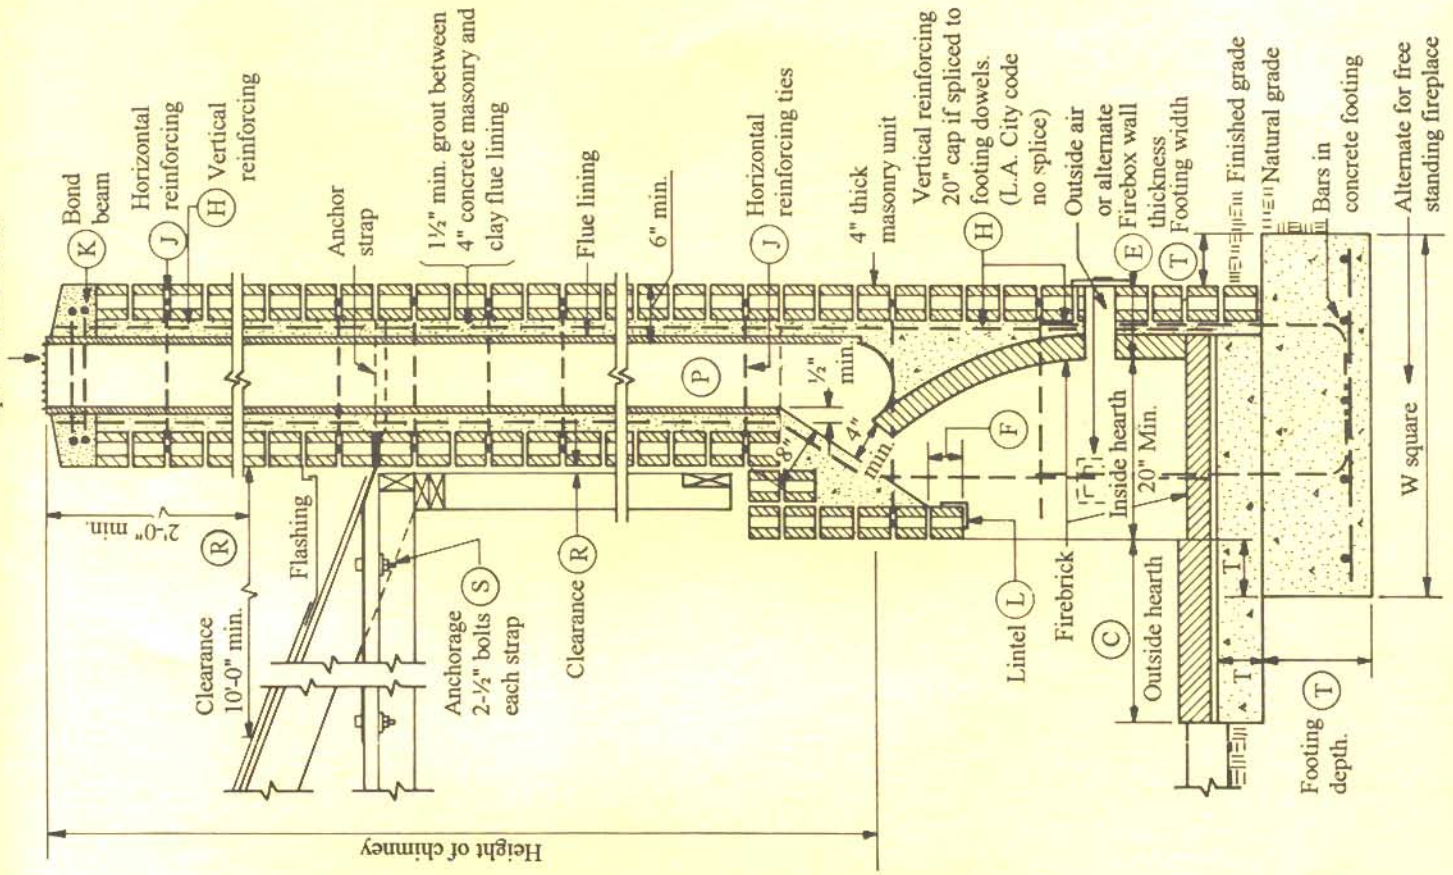 K
Bond
beam
Horizontal
reinforcing
J
H
Vertical
reinforcing
Anchor
strap
1½" min. grout between
4" concrete masonry and
clay flue lining
Flue lining
6" min.
Horizontal
reinforcing ties
J
4" thick
masonry unit
Vertical reinforcing
20" cap if spliced to
H footing dowels.
(L.A. City code
no splice)
Outside air
or alternate
E Firebox wall
thickness
T Footing width
Finished grade
Natural grade
Bars in
concrete footing
Alternate for free
standing fireplace
2'-0" min.
R
Clearance
10'-0" min.
Flashing
Anchorage S
2-½" bolts
each strap
Clearance R
P
½"
min
8"
4"
min.
F
Lintel L
Firebrick
Inside hearth
20" Min.
C
Outside hearth
T
T
Footing T
depth.
W square
Height of chimney